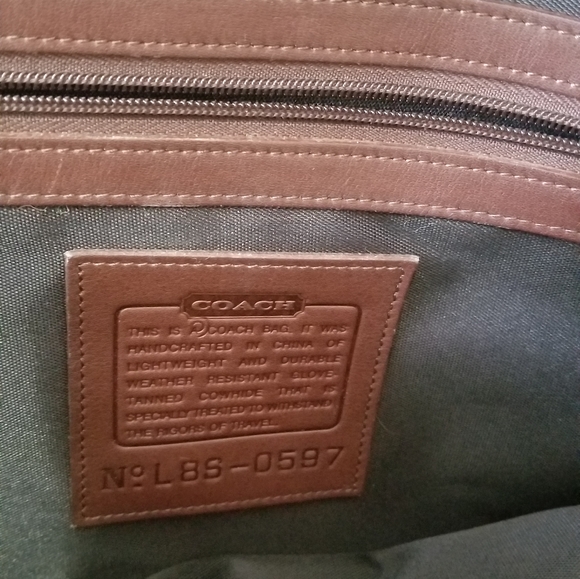 COACH
THIS IS A COACH BAG. IT WAS
HANDCRAFTED IN CHINA OF
LIGHTWEIGHT AND DURABLE
WEATHER RESISTANT GLOVE-
TANNED COWHIDE THAT IS
SPECIALLY TREATED TO WITHSTAND
THE RIGORS OF TRAVEL.
Nº L8S-0597